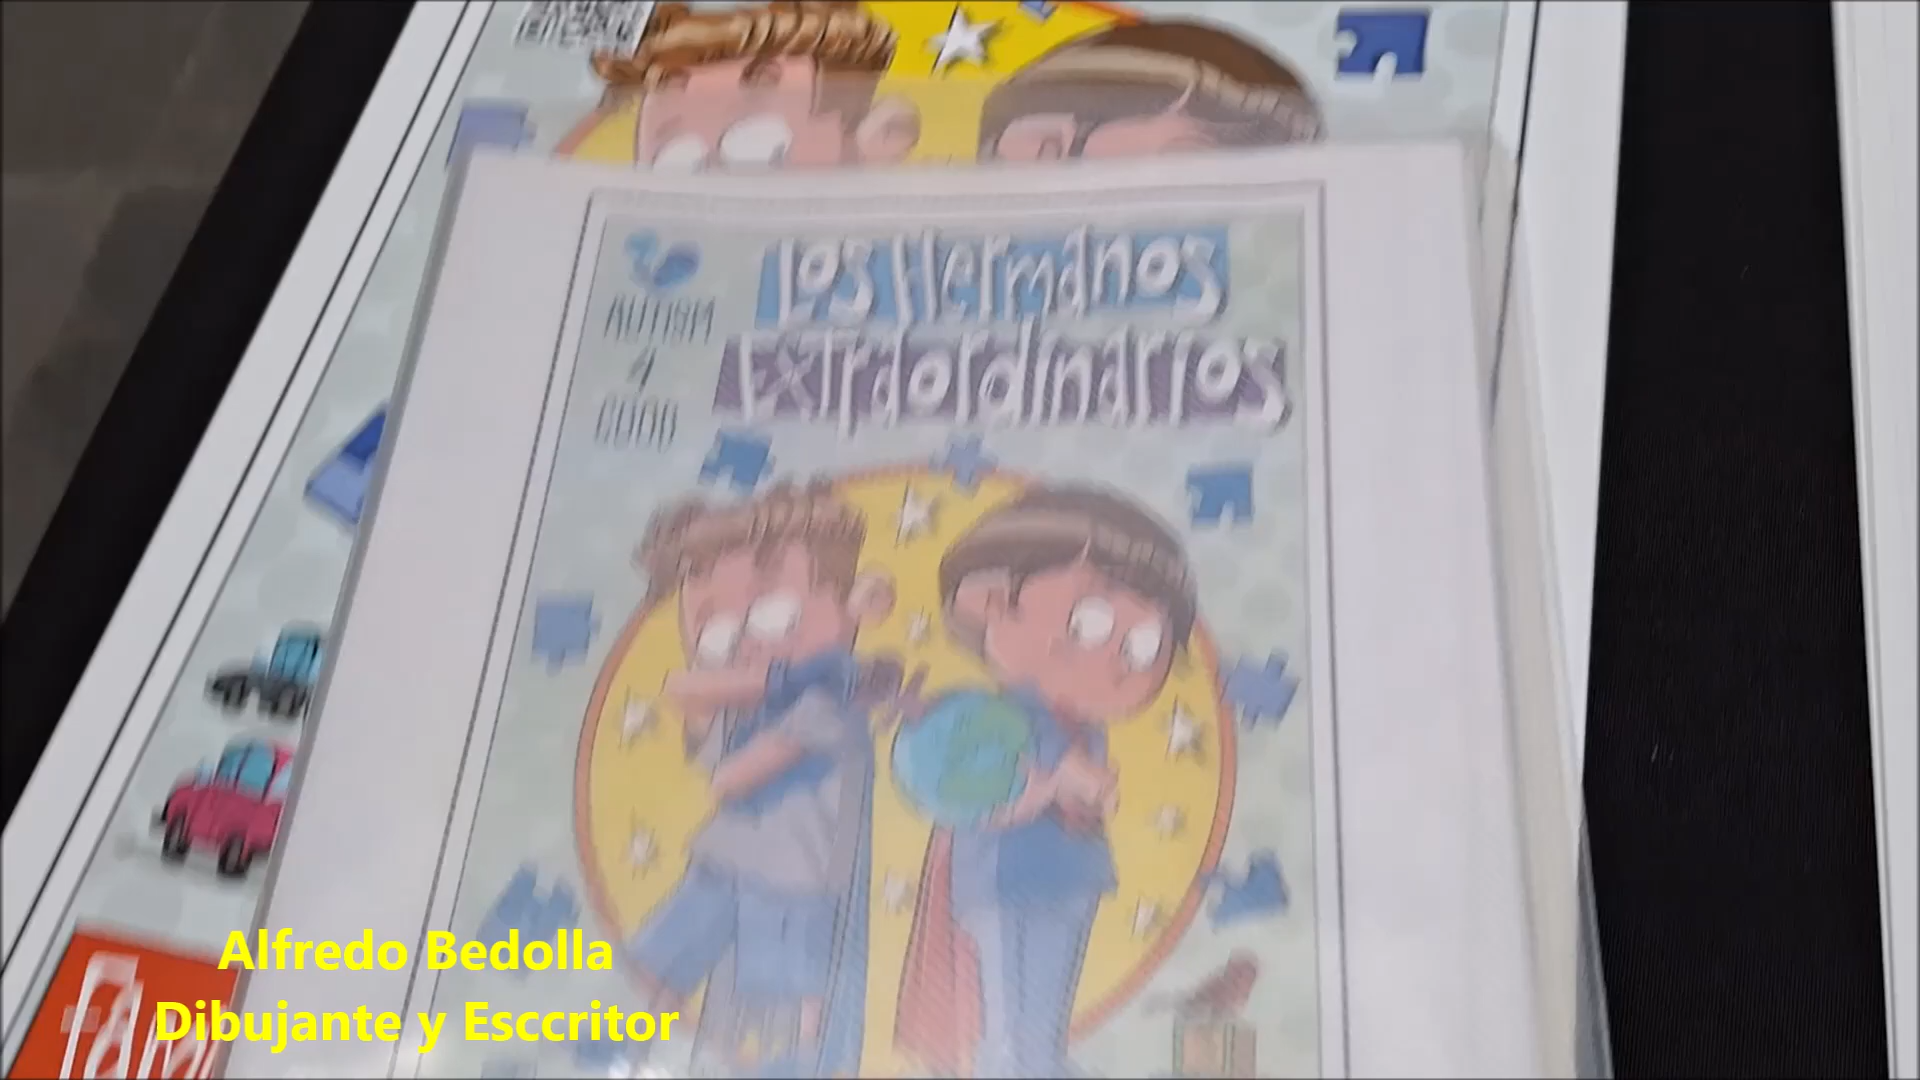 Los Hermanos
Extraordinarios
AUTISM
4
GOOD
Alfredo Bedolla
Dibujante y Esccritor